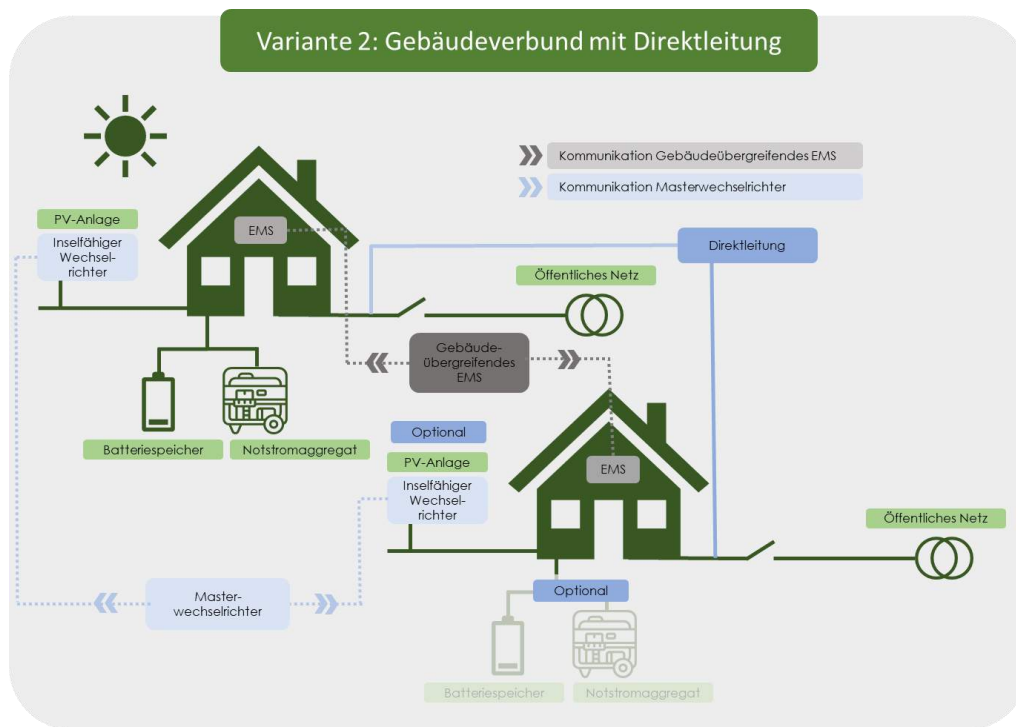 Variante 2: Gebäudeverbund mit Direktleitung
Kommunikation Gebäudeübergreifendes EMS
Kommunikation Masterwechselrichter
PV-Anlage
Inselfähiger
Wechsel-
richter
EMS
Direktleitung
Öffentliches Netz
Gebäude-
übergreifendes
EMS
Batteriespeicher
Notstromaggregat
Optional
PV-Anlage
Inselfähiger
Wechsel-
richter
EMS
Öffentliches Netz
Master-
wechselrichter
Optional
Batteriespeicher
Notstromaggregat